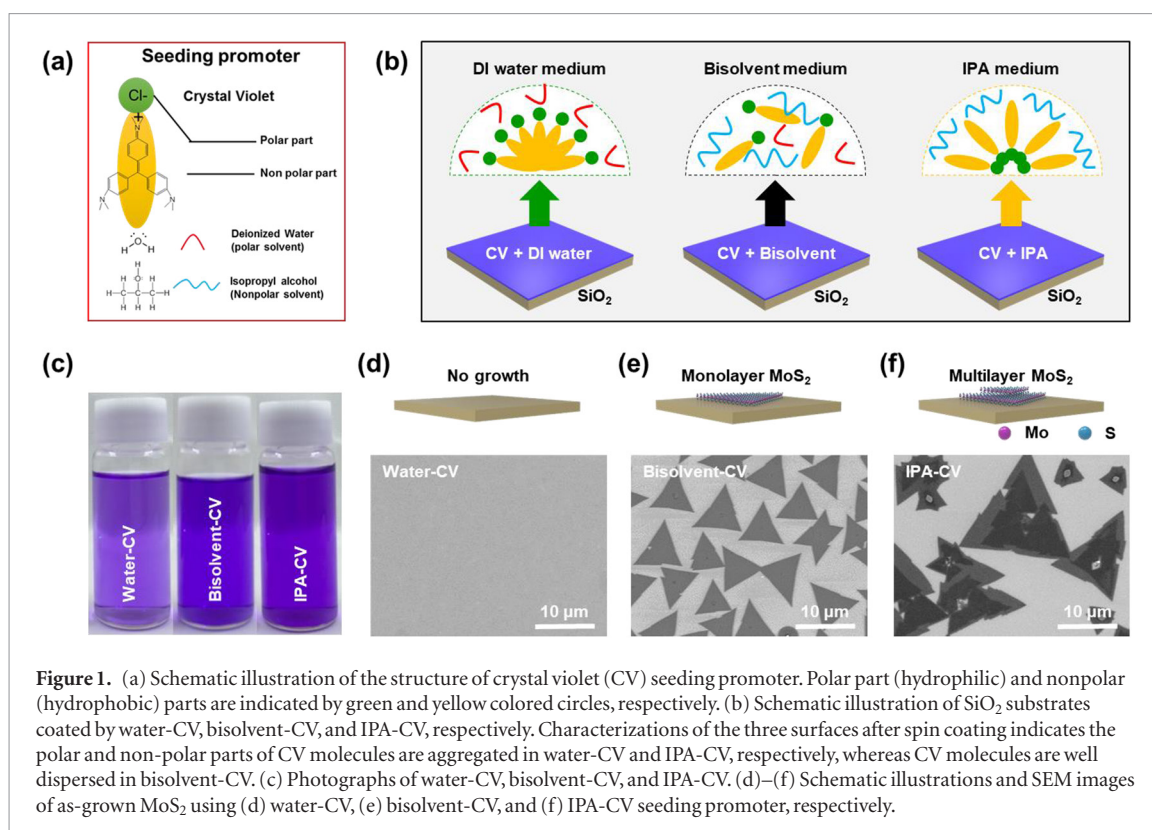 (a)
Seeding promoter
Cl-
+
N
Crystal Violet
Polar part
Non polar part
N
N
H O H
Deionized Water
(polar solvent)
H
O:
H-C-C-C-H
H H H
Isopropyl alcohol
(Nonpolar solvent)
(b)
DI water medium
Bisolvent medium
IPA medium
CV + DI water
CV + Bisolvent
CV + IPA
SiO₂
SiO₂
SiO₂
(c)
Water-CV
Bisolvent-CV
IPA-CV
(d)
No growth
Water-CV
10 µm
(e)
Monolayer MoS₂
Bisolvent-CV
10 µm
(f)
Multilayer MoS₂
Mo
S
IPA-CV
10 µm
Figure 1. (a) Schematic illustration of the structure of crystal violet (CV) seeding promoter. Polar part (hydrophilic) and nonpolar
(hydrophobic) parts are indicated by green and yellow colored circles, respectively. (b) Schematic illustration of SiO₂ substrates
coated by water-CV, bisolvent-CV, and IPA-CV, respectively. Characterizations of the three surfaces after spin coating indicates the
polar and non-polar parts of CV molecules are aggregated in water-CV and IPA-CV, respectively, whereas CV molecules are well
dispersed in bisolvent-CV. (c) Photographs of water-CV, bisolvent-CV, and IPA-CV. (d)–(f) Schematic illustrations and SEM images
of as-grown MoS₂ using (d) water-CV, (e) bisolvent-CV, and (f) IPA-CV seeding promoter, respectively.